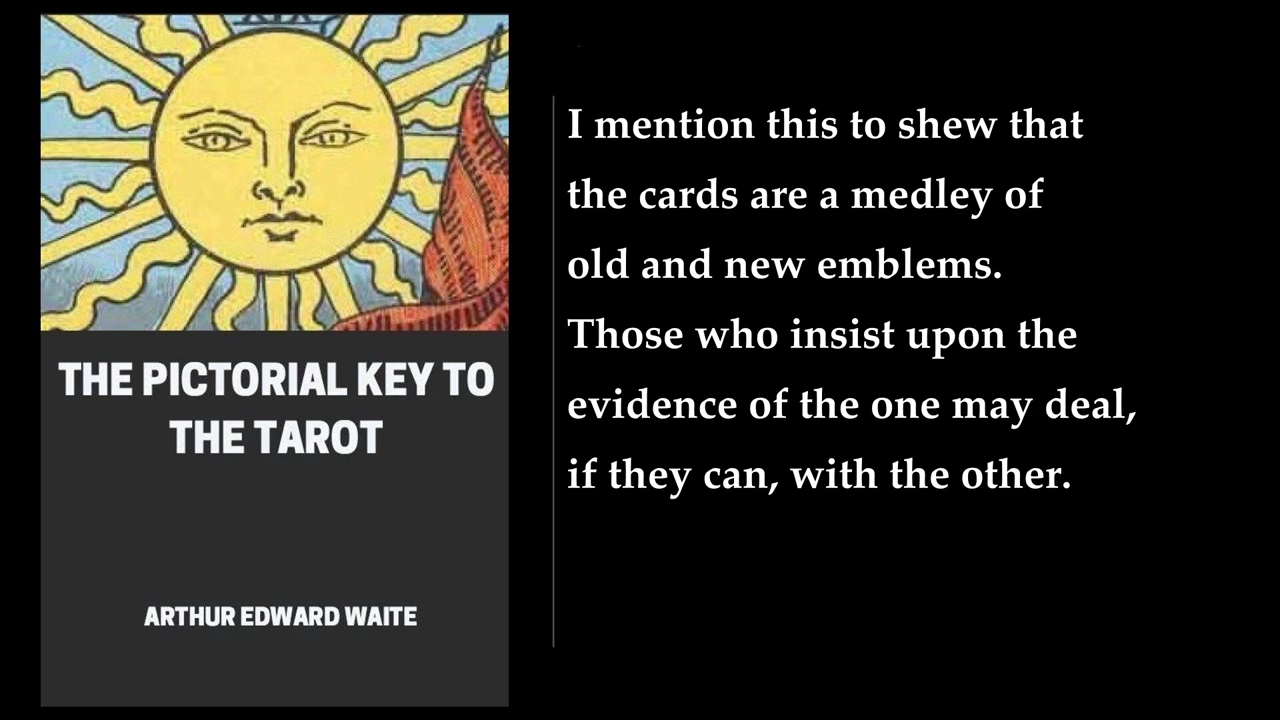 XIX
THE PICTORIAL KEY TO
THE TAROT
ARTHUR EDWARD WAITE
I mention this to shew that
the cards are a medley of
old and new emblems.
Those who insist upon the
evidence of the one may deal,
if they can, with the other.